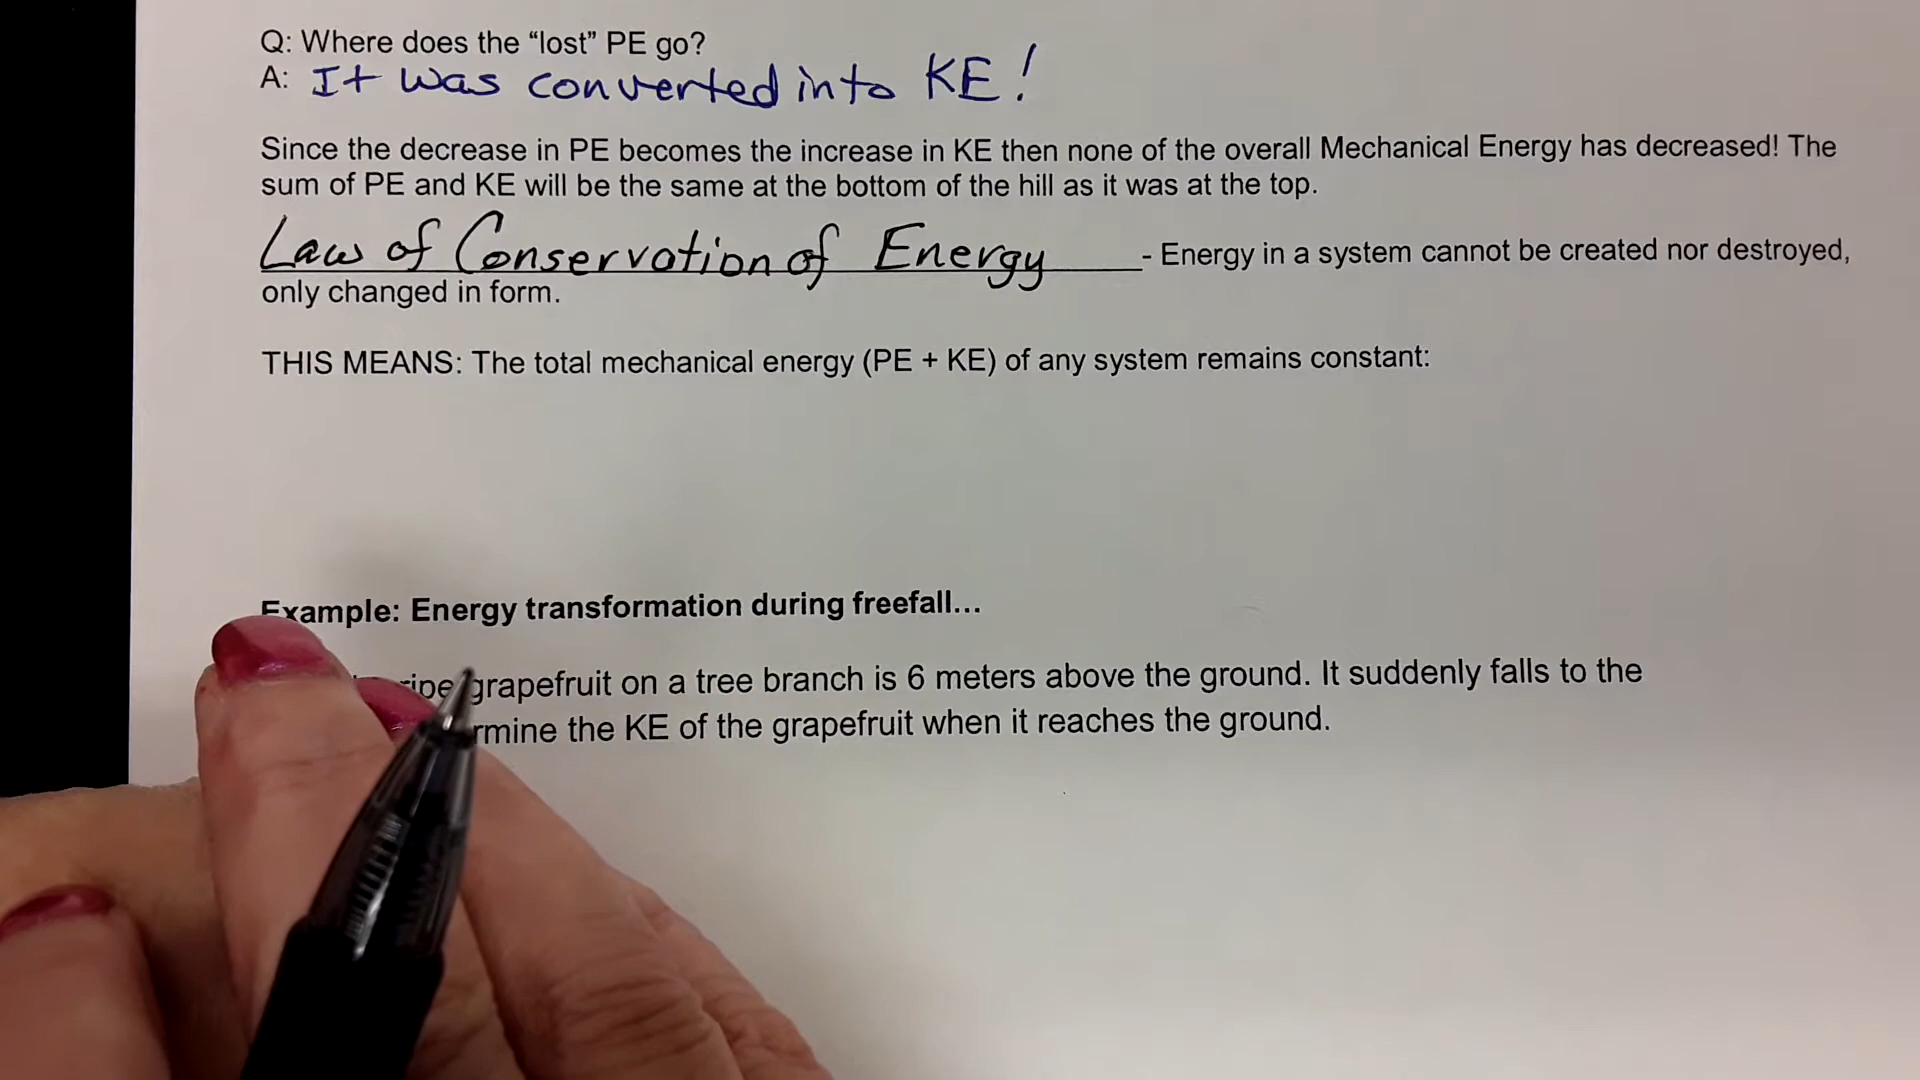 Q: Where does the “lost” PE go?
A: It was converted into KE!
Since the decrease in PE becomes the increase in KE then none of the overall Mechanical Energy has decreased! The
sum of PE and KE will be the same at the bottom of the hill as it was at the top.
Law of Conservation of Energy - Energy in a system cannot be created nor destroyed,
only changed in form.
THIS MEANS: The total mechanical energy (PE + KE) of any system remains constant:
Example: Energy transformation during freefall...
ripe grapefruit on a tree branch is 6 meters above the ground. It suddenly falls to the
rmine the KE of the grapefruit when it reaches the ground.